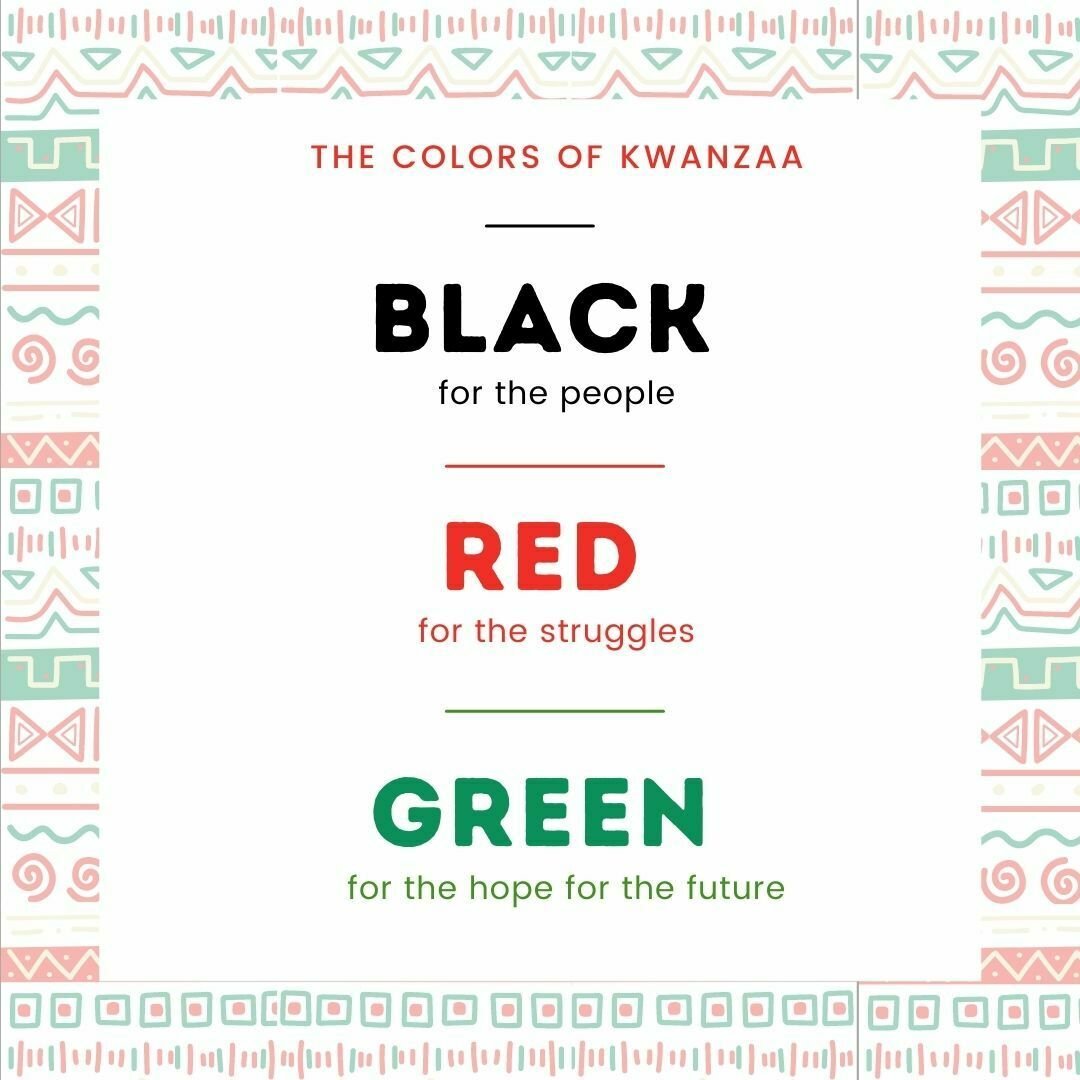 THE COLORS OF KWANZAA
BLACK
for the people
RED
for the struggles
GREEN
for the hope for the future